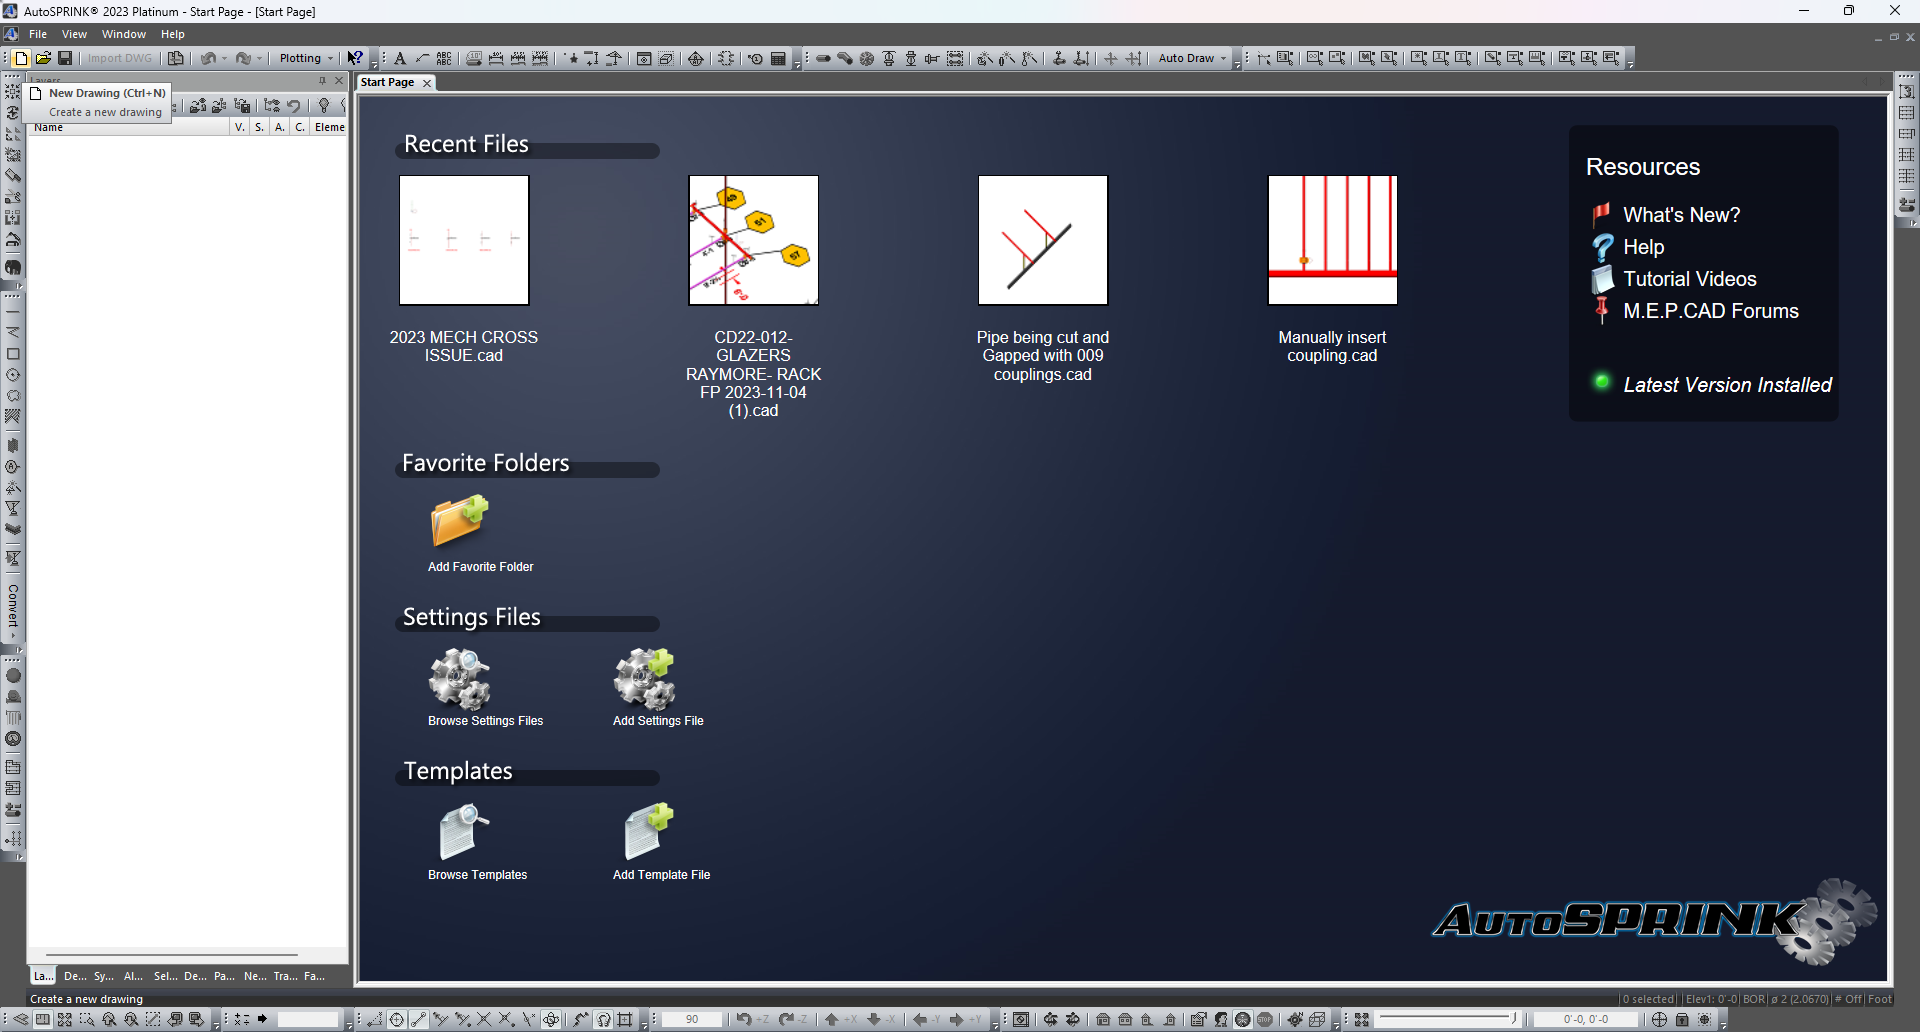 AutoSPRINK® 2023 Platinum - Start Page - [Start Page]
File View Window Help
Import DWG Plotting Auto Draw
Layers
New Drawing (Ctrl+N)
Create a new drawing
Name V. S. A. C. Eleme
Start Page
Recent Files
2023 MECH CROSS
ISSUE.cad
CD22-012-
GLAZERS
RAYMORE- RACK
FP 2023-11-04
(1).cad
Pipe being cut and
Gapped with 009
couplings.cad
Manually insert
coupling.cad
Resources
What's New?
Help
Tutorial Videos
M.E.P.CAD Forums
Latest Version Installed
Favorite Folders
Add Favorite Folder
Settings Files
Browse Settings Files
Add Settings File
Templates
Browse Templates
Add Template File
Convert
AutoSPRINK
La... De... Sy... Al... Sel... De... Pa... Ne... Tra... Fa...
Create a new drawing
0 selected Elev1: 0'-0 BOR ø 2 (2.0670) # Off Foot
90 +Z -Z +X -X -Y +Y 0'-0, 0'-0